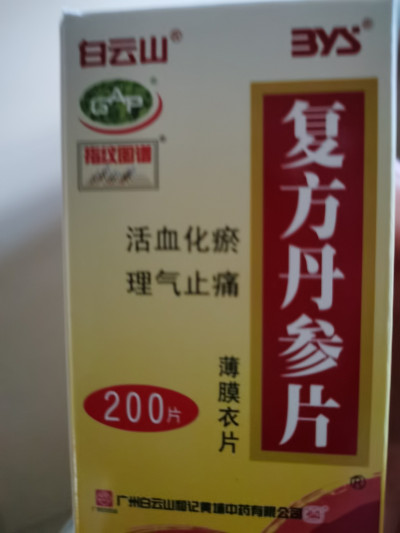 白云山®
BYS®
GAP
指纹图谱
复方丹参片
活血化瘀
理气止痛
薄膜衣片
200片
广州白云山和记黄埔中药有限公司